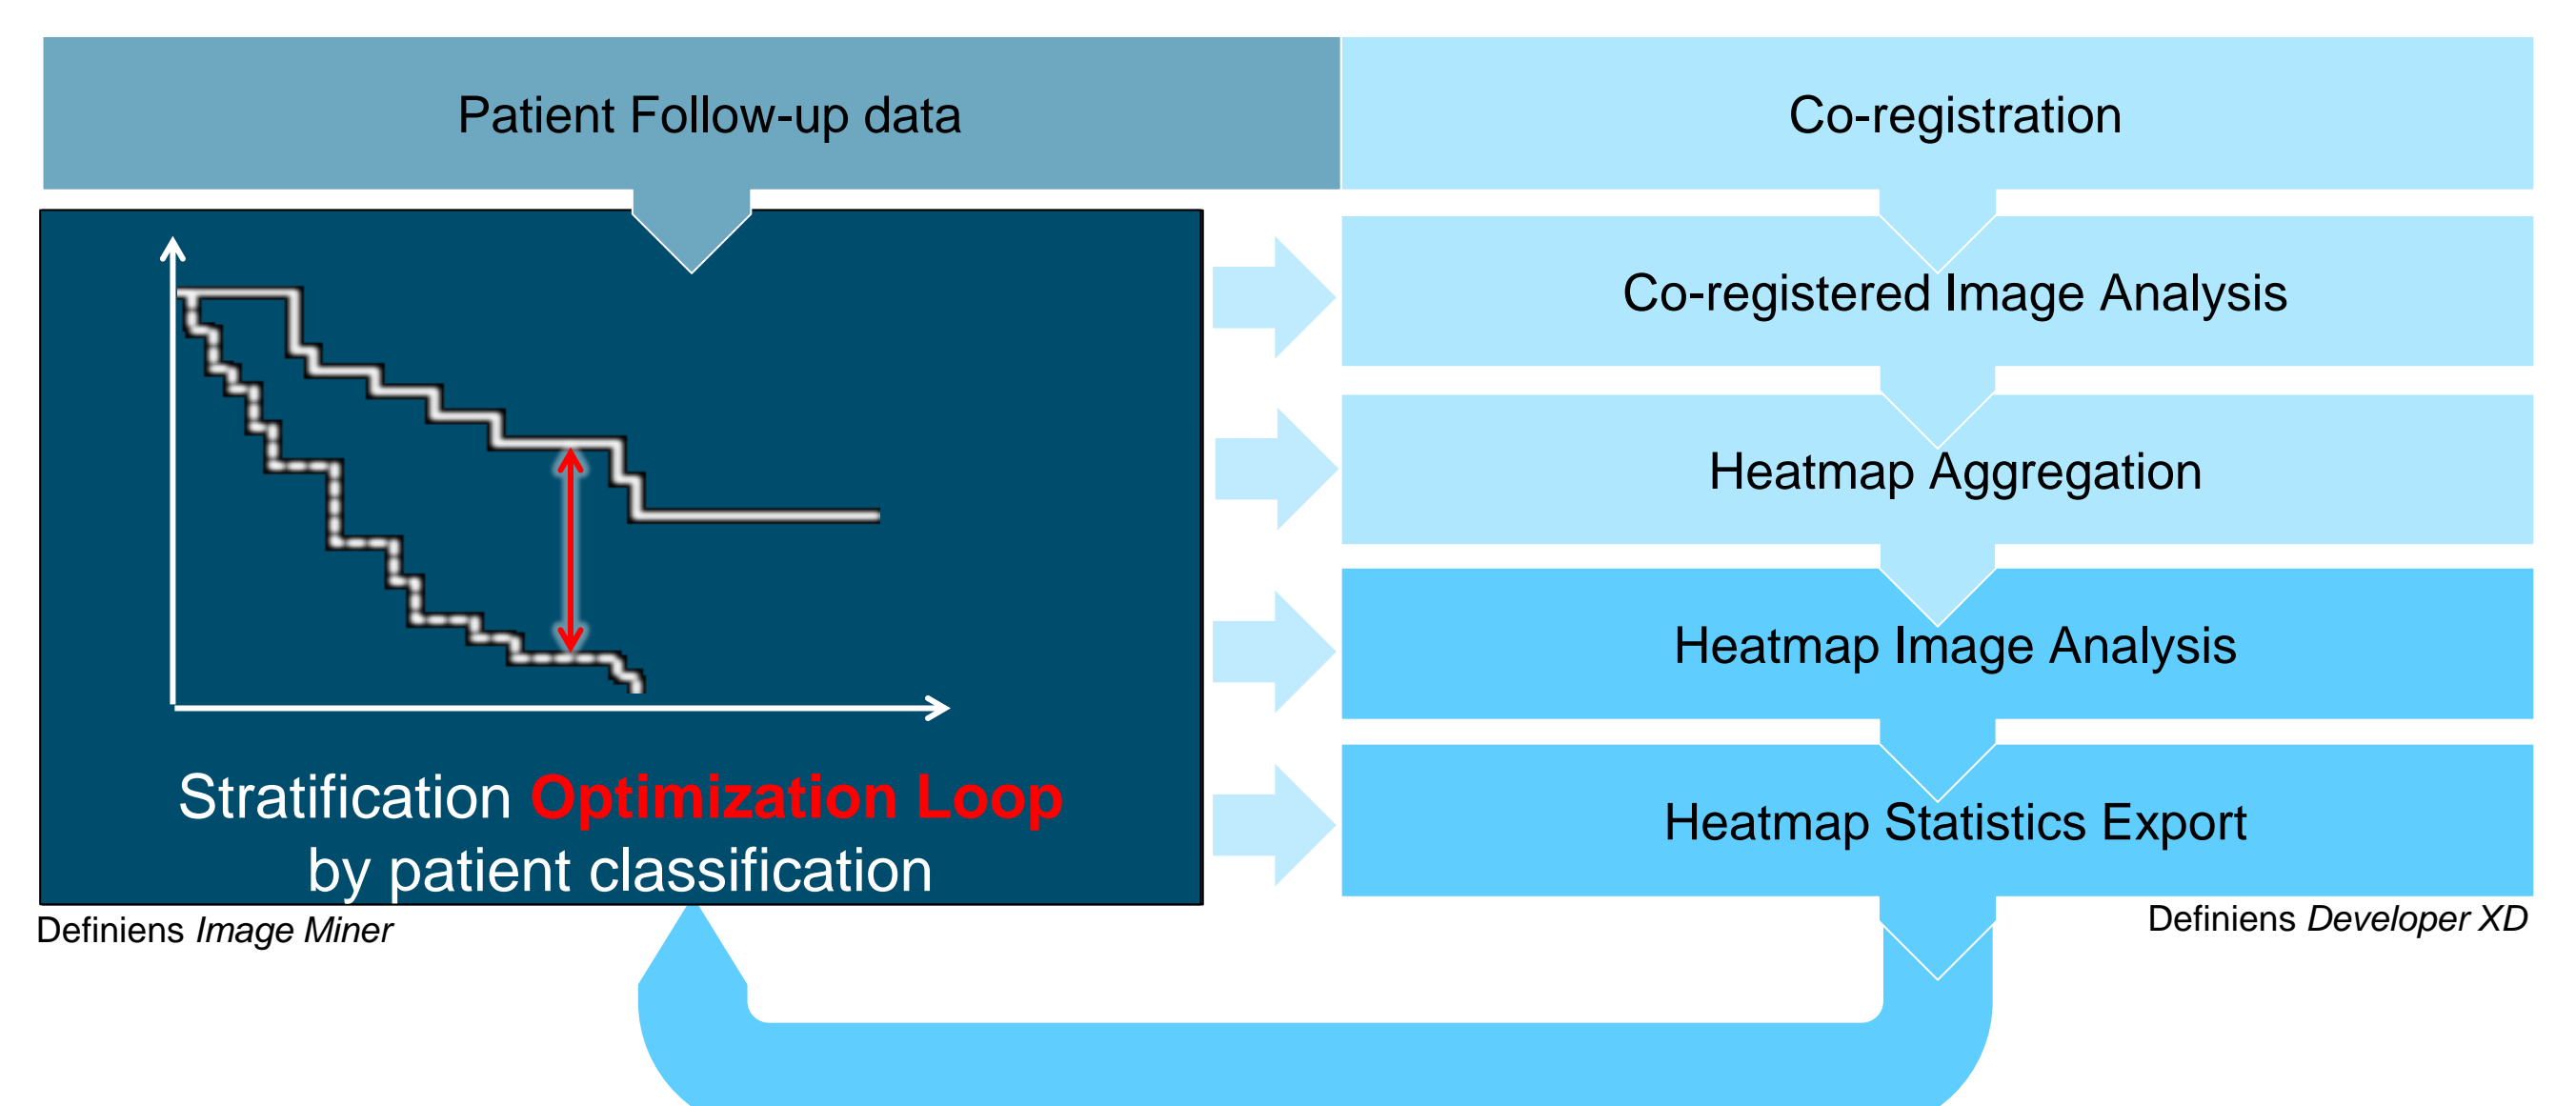 Patient Follow-up data
Co-registration
Co-registered Image Analysis
Heatmap Aggregation
Heatmap Image Analysis
Heatmap Statistics Export
Stratification Optimization Loop
by patient classification
Definiens Image Miner
Definiens Developer XD